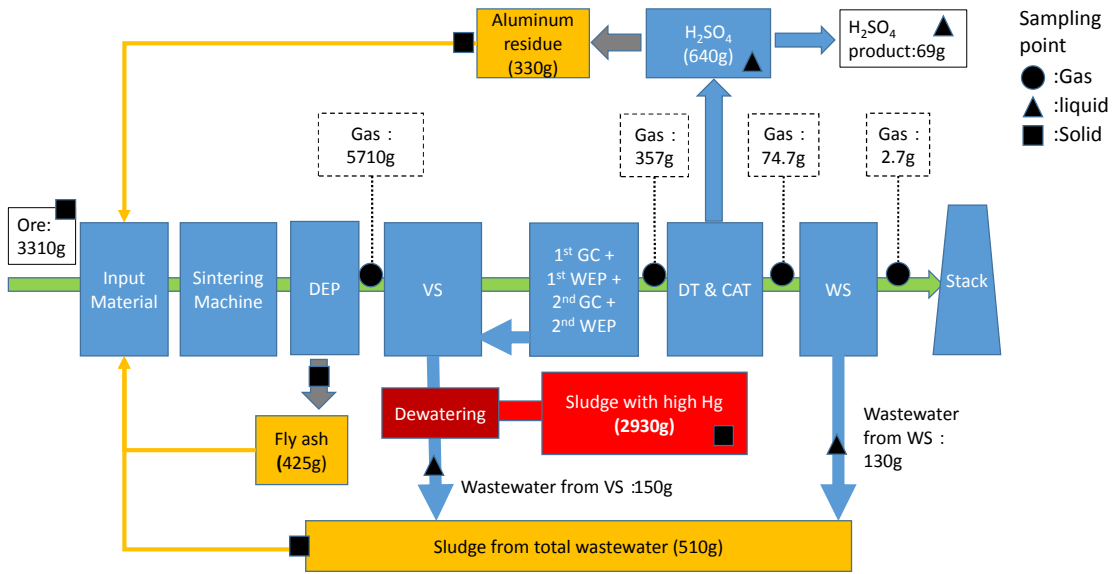 Aluminum
residue
(330g)
H₂SO₄
(640g)
H₂SO₄
product:69g
Sampling
point
:Gas
:liquid
:Solid
Gas :
5710g
Gas :
357g
Gas :
74.7g
Gas :
2.7g
Ore:
3310g
Input
Material
Sintering
Machine
DEP
VS
1st GC +
1st WEP +
2nd GC +
2nd WEP
DT & CAT
WS
Stack
Dewatering
Sludge with high Hg
(2930g)
Fly ash
(425g)
Wastewater
from WS :
130g
Wastewater from VS :150g
Sludge from total wastewater (510g)